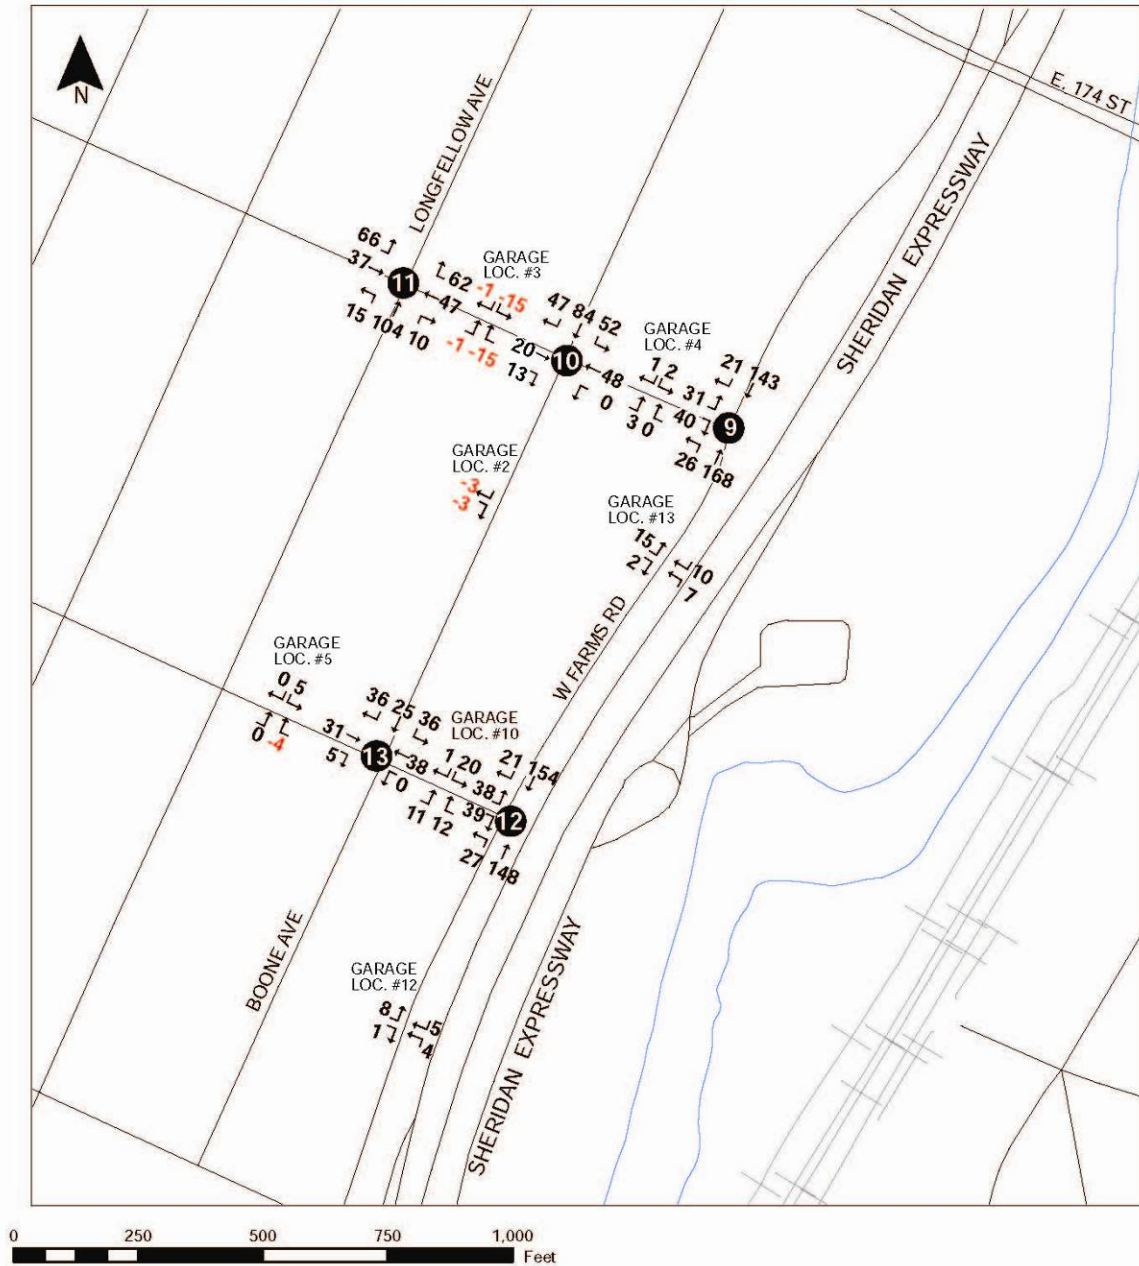 E. 174 ST
N
LONGFELLOW AVE
SHERIDAN EXPRESSWAY
66
37
11
GARAGE
LOC. #3
62
-1 -15
47
15 104 10
-1 -15
47 84 52
20
10
13
48
0
GARAGE
LOC. #4
1 2
31
21 143
40
9
3 0
26 168
GARAGE
LOC. #2
-3
-3
GARAGE
LOC. #13
15
2
10
7
W FARMS RD
GARAGE
LOC. #5
0 5
0 -4
36 25 36
31
13
5
38
0
GARAGE
LOC. #10
1 20
21 154
38
39
12
11 12
27 148
BOONE AVE
GARAGE
LOC. #12
8
1
5
4
SHERIDAN EXPRESSWAY
0 250 500 750 1,000
Feet